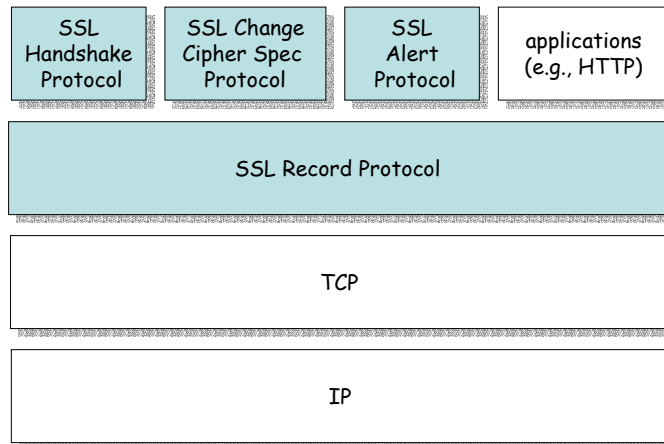 SSL
Handshake
Protocol
SSL Change
Cipher Spec
Protocol
SSL
Alert
Protocol
applications
(e.g., HTTP)
SSL Record Protocol
TCP
IP